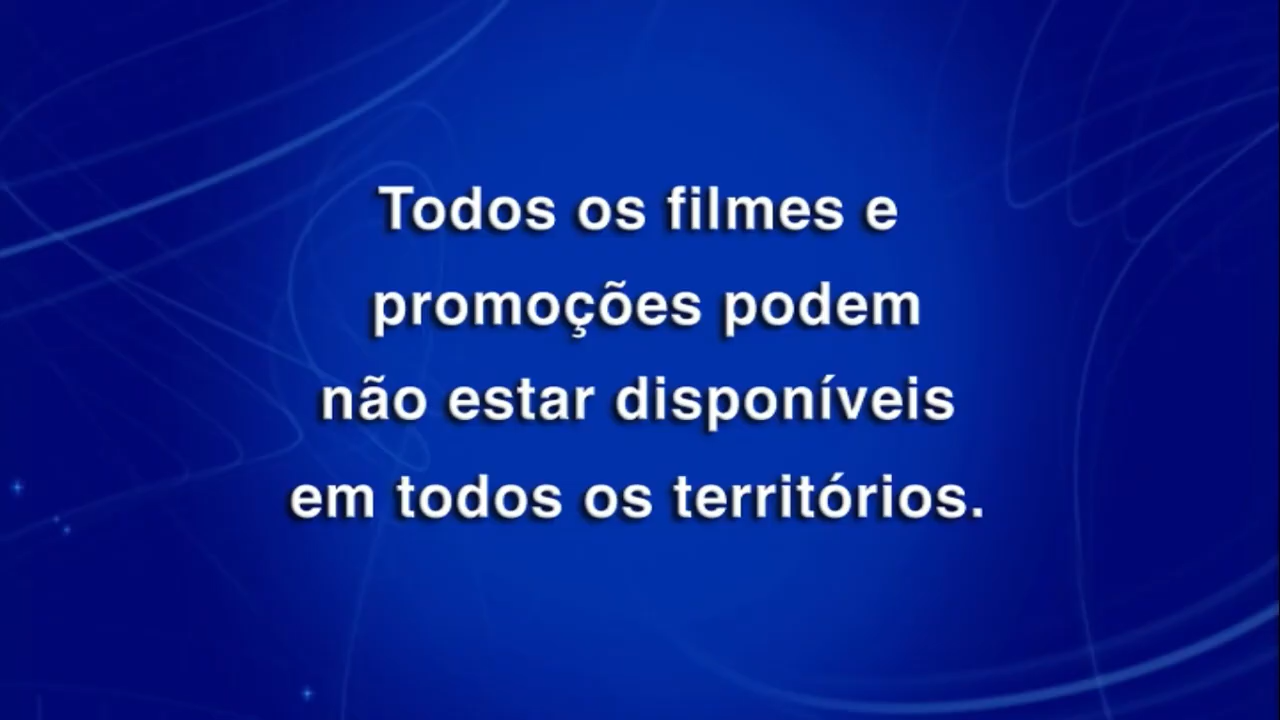 Todos os filmes e
promoções podem
não estar disponíveis
em todos os territórios.